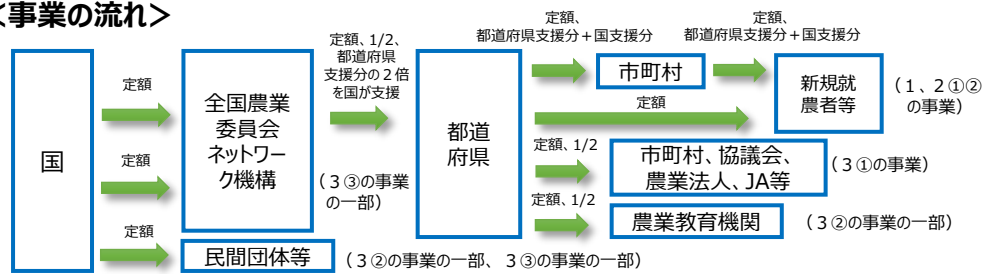 ＜事業の流れ＞
国
定額
定額
定額
全国農業
委員会
ネットワー
ク機構
（３③の事業
の一部）
民間団体等
（３②の事業の一部、３③の事業の一部）
定額、1/2、
都道府県
支援分の２倍
を国が支援
都道
府県
定額、
都道府県支援分＋国支援分
市町村
定額、
都道府県支援分＋国支援分
定額
新規就
農者等
（１、２①②
の事業）
定額、1/2
市町村、協議会、
農業法人、JA等
（３①の事業）
定額、1/2
農業教育機関
（３②の事業の一部）